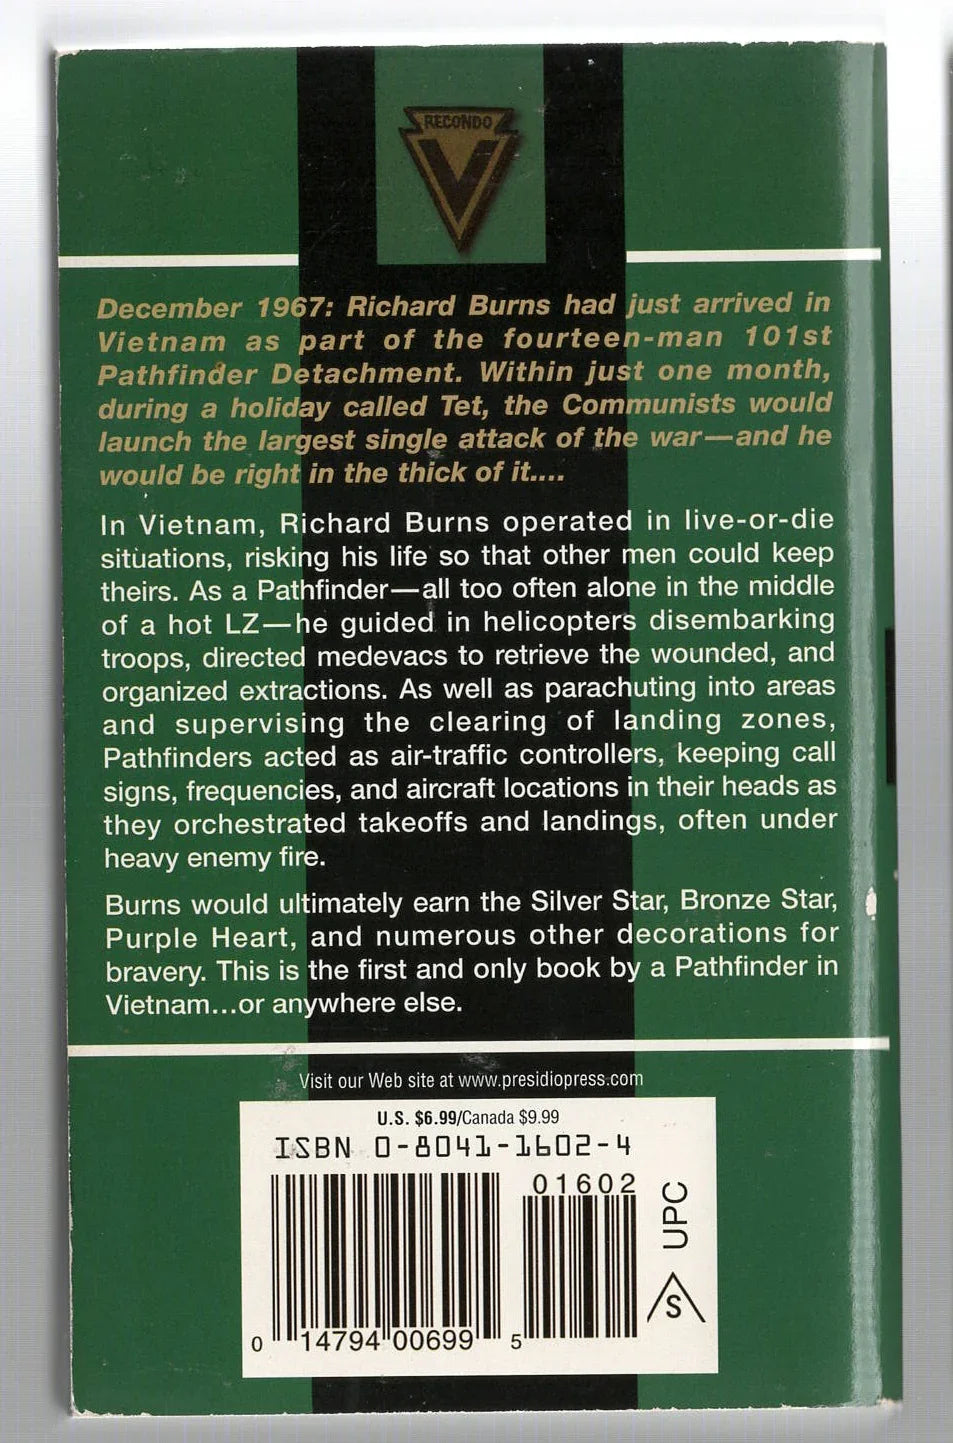 RECONDO
December 1967: Richard Burns had just arrived in
Vietnam as part of the fourteen-man 101st
Pathfinder Detachment. Within just one month,
during a holiday called Tet, the Communists would
launch the largest single attack of the war—and he
would be right in the thick of it....
In Vietnam, Richard Burns operated in live-or-die
situations, risking his life so that other men could keep
theirs. As a Pathfinder—all too often alone in the middle
of a hot LZ—he guided in helicopters disembarking
troops, directed medevacs to retrieve the wounded, and
organized extractions. As well as parachuting into areas
and supervising the clearing of landing zones,
Pathfinders acted as air-traffic controllers, keeping call
signs, frequencies, and aircraft locations in their heads as
they orchestrated takeoffs and landings, often under
heavy enemy fire.
Burns would ultimately earn the Silver Star, Bronze Star,
Purple Heart, and numerous other decorations for
bravery. This is the first and only book by a Pathfinder in
Vietnam...or anywhere else.
Visit our Web site at www.presidiopress.com
U.S. $6.99/Canada $9.99
ISBN 0-8041-1602-4
01602
UPC
S
0 14794 00699 5